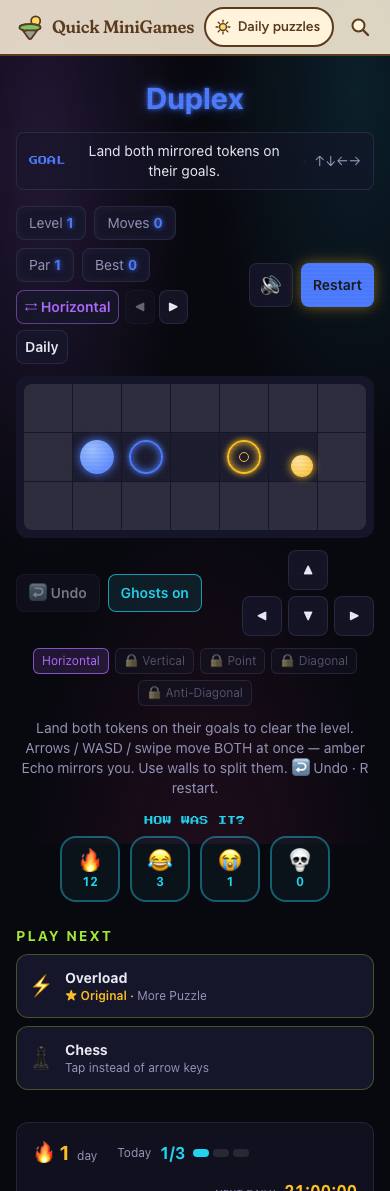 Quick MiniGames
Daily puzzles
Duplex
GOAL
Land both mirrored tokens on
their goals.
↑↓←→
Level 1
Moves 0
Par 1
Best 0
⇄ Horizontal
◀
▶
Daily
Restart
Undo
Ghosts on
▲
◀
▼
▶
Horizontal
Vertical
Point
Diagonal
Anti-Diagonal
Land both tokens on their goals to clear the level.
Arrows / WASD / swipe move BOTH at once — amber
Echo mirrors you. Use walls to split them. ↩️ Undo · R
restart.
HOW WAS IT?
12
3
1
0
PLAY NEXT
Overload
★ Original · More Puzzle
Chess
Tap instead of arrow keys
1 day
Today 1/3
21:00:00